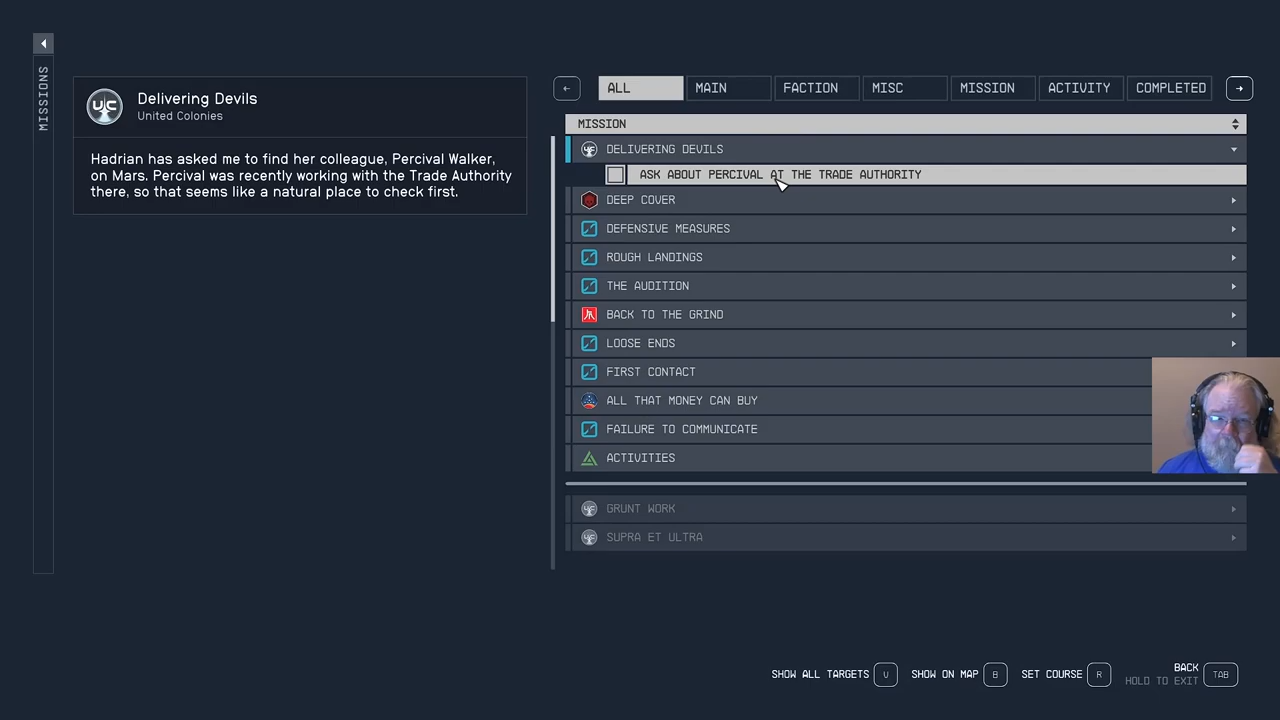 MISSIONS
Delivering Devils
United Colonies
Hadrian has asked me to find her colleague, Percival Walker,
on Mars. Percival was recently working with the Trade Authority
there, so that seems like a natural place to check first.
ALL
MAIN
FACTION
MISC
MISSION
ACTIVITY
COMPLETED
MISSION
DELIVERING DEVILS
ASK ABOUT PERCIVAL AT THE TRADE AUTHORITY
DEEP COVER
DEFENSIVE MEASURES
ROUGH LANDINGS
THE AUDITION
BACK TO THE GRIND
LOOSE ENDS
FIRST CONTACT
ALL THAT MONEY CAN BUY
FAILURE TO COMMUNICATE
ACTIVITIES
GRUNT WORK
SUPRA ET ULTRA
SHOW ALL TARGETS V
SHOW ON MAP B
SET COURSE R
BACK
HOLD TO EXIT
TAB